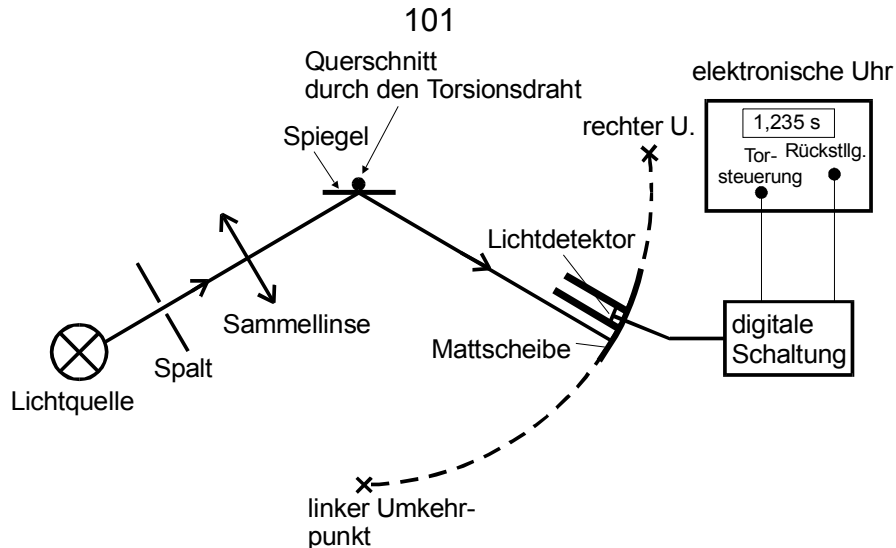 101
Querschnitt
durch den Torsionsdraht
Spiegel
elektronische Uhr
1,235 s
Tor-
steuerung
Rückstllg.
rechter U.
Lichtdetektor
Sammellinse
Spalt
Lichtquelle
Mattscheibe
digitale
Schaltung
linker Umkehr-
punkt